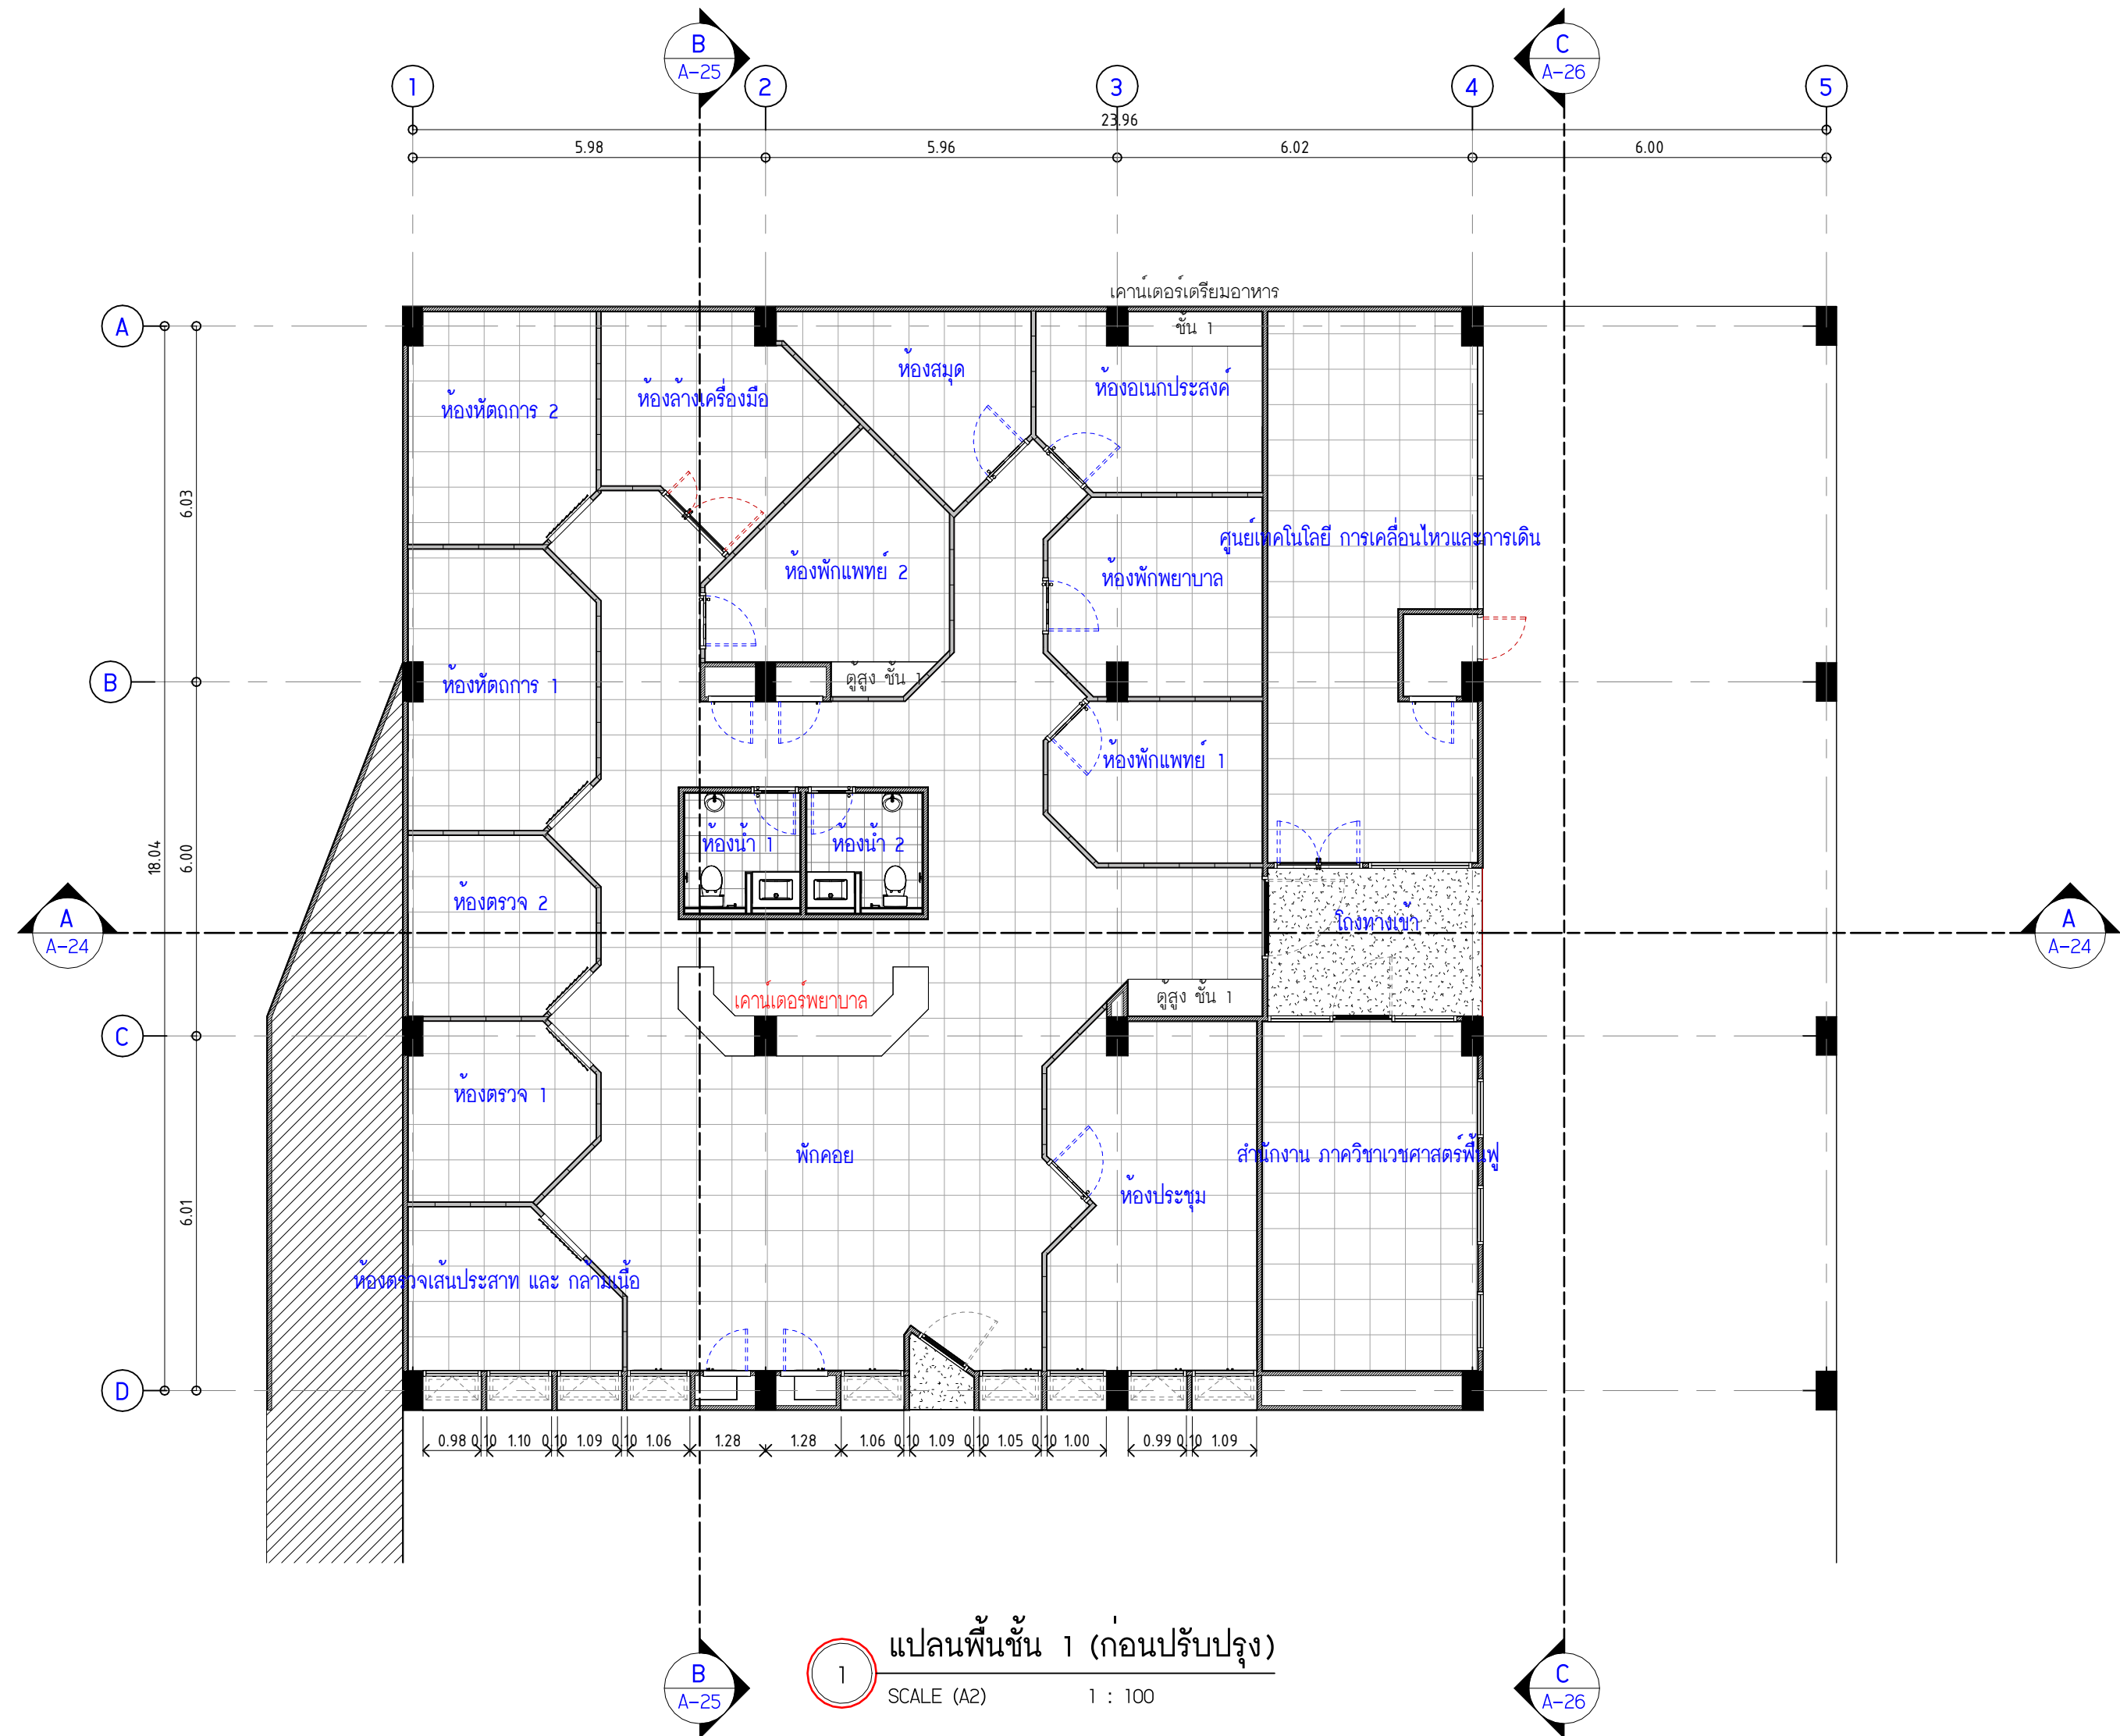 B
A-25
C
A-26
1
2
3
4
5
23.96
5.98
5.96
6.02
6.00
เคาน์เตอร์เตรียมอาหาร
ชั้น 1
A
ห้องสมุด
ห้องอเนกประสงค์
ห้องล้างเครื่องมือ
ห้องหัตถการ 2
6.03
ศูนย์เทคโนโลยี การเคลื่อนไหวและการเดิน
ห้องพักแพทย์ 2
ห้องพักพยาบาล
B
ห้องหัตถการ 1
ตู้สูง ชั้น 1
ห้องพักแพทย์ 1
ห้องน้ำ 1
ห้องน้ำ 2
18.04
6.00
ห้องตรวจ 2
A
A-24
โถงทางเข้า
A
A-24
เคาน์เตอร์พยาบาล
ตู้สูง ชั้น 1
C
ห้องตรวจ 1
พักคอย
สำนักงาน ภาควิชาเวชศาสตร์ฟื้นฟู
ห้องประชุม
6.01
ห้องตรวจเส้นประสาท และ กล้ามเนื้อ
D
0.98 0.10 1.10 0.10 1.09 0.10 1.06 1.28 1.28 1.06 0.10 1.09 0.10 1.05 0.10 1.00 0.99 0.10 1.09
แปลนพื้นชั้น 1 (ก่อนปรับปรุง)
1
SCALE (A2) 1 : 100
B
A-25
C
A-26